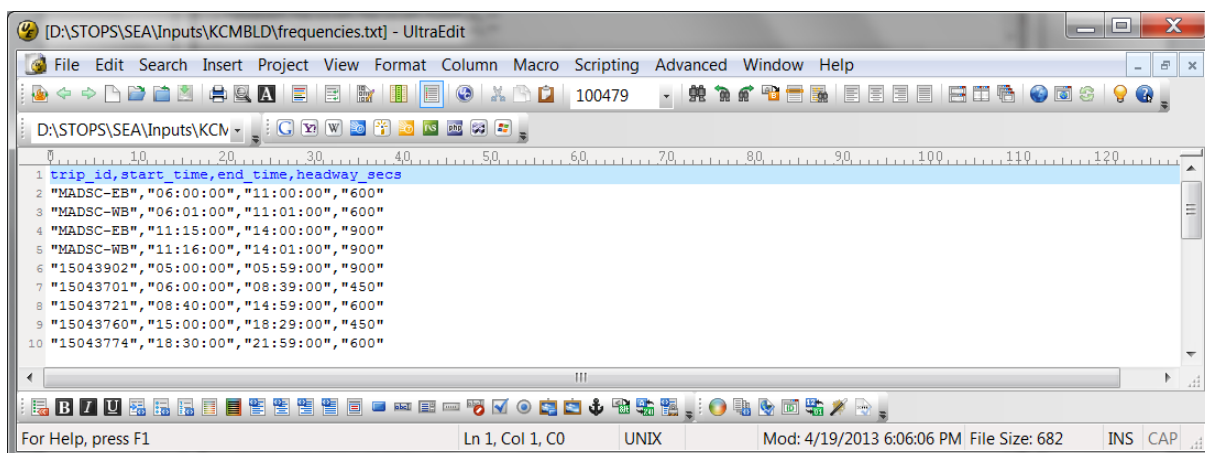 [D:\STOPS\SEA\Inputs\KCMBLD\frequencies.txt] - UltraEdit
File Edit Search Insert Project View Format Column Macro Scripting Advanced Window Help
100479
D:\STOPS\SEA\Inputs\KCM
0 10 20 30 40 50 60 70 80 90 100 110 120
1 trip_id,start_time,end_time,headway_secs
2 "MADSC-EB","06:00:00","11:00:00","600"
3 "MADSC-WB","06:01:00","11:01:00","600"
4 "MADSC-EB","11:15:00","14:00:00","900"
5 "MADSC-WB","11:16:00","14:01:00","900"
6 "15043902","05:00:00","05:59:00","900"
7 "15043701","06:00:00","08:39:00","450"
8 "15043721","08:40:00","14:59:00","600"
9 "15043760","15:00:00","18:29:00","450"
10 "15043774","18:30:00","21:59:00","600"
B I U
For Help, press F1 Ln 1, Col 1, C0 UNIX Mod: 4/19/2013 6:06:06 PM File Size: 682 INS CAP